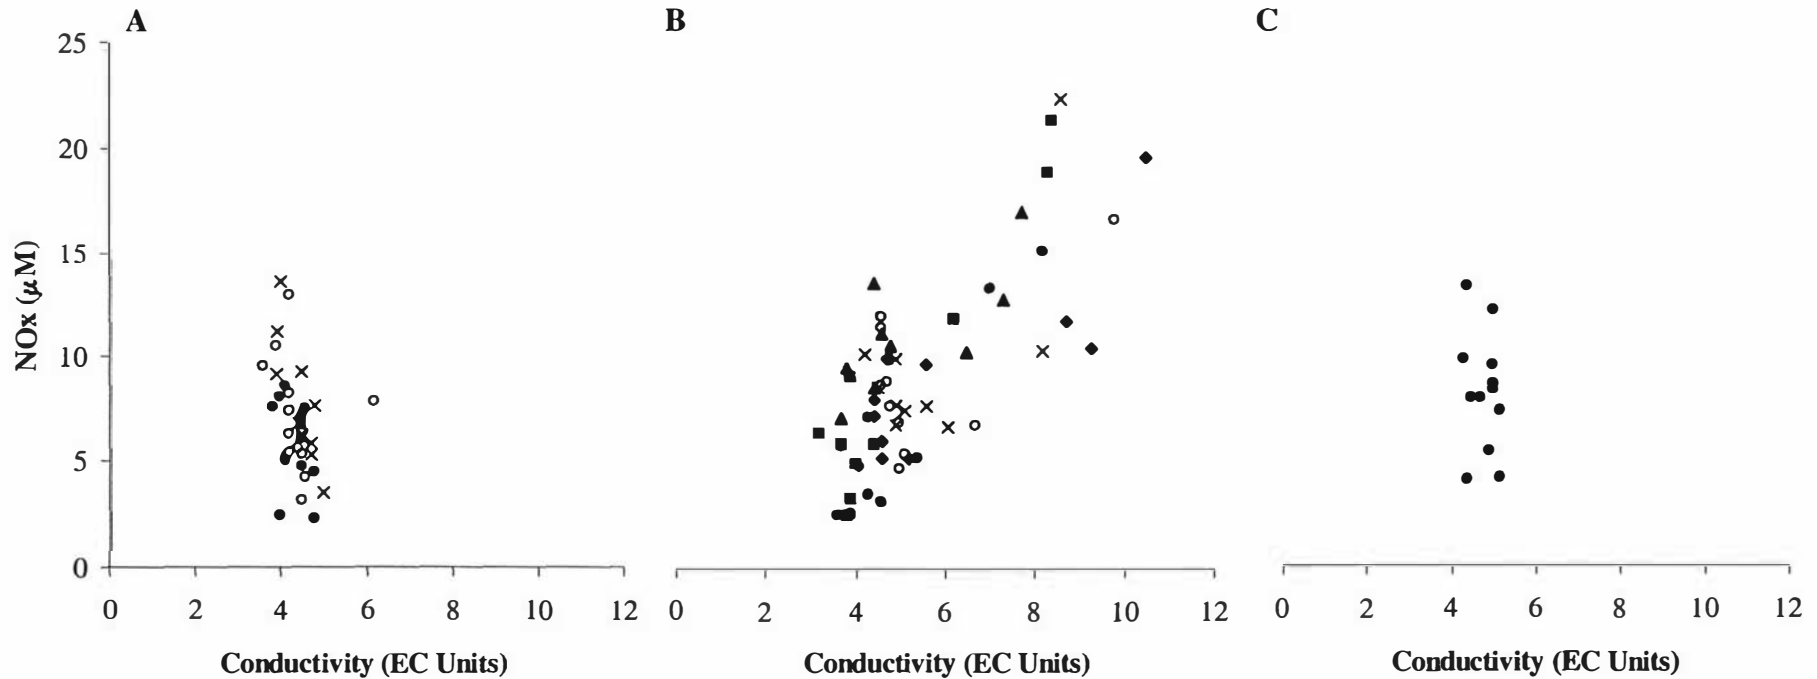 A
B
C
25
20
15
10
5
0
NOx (µM)
0 2 4 6 8 10 12
0 2 4 6 8 10 12
0 2 4 6 8 10 12
Conductivity (EC Units)
Conductivity (EC Units)
Conductivity (EC Units)